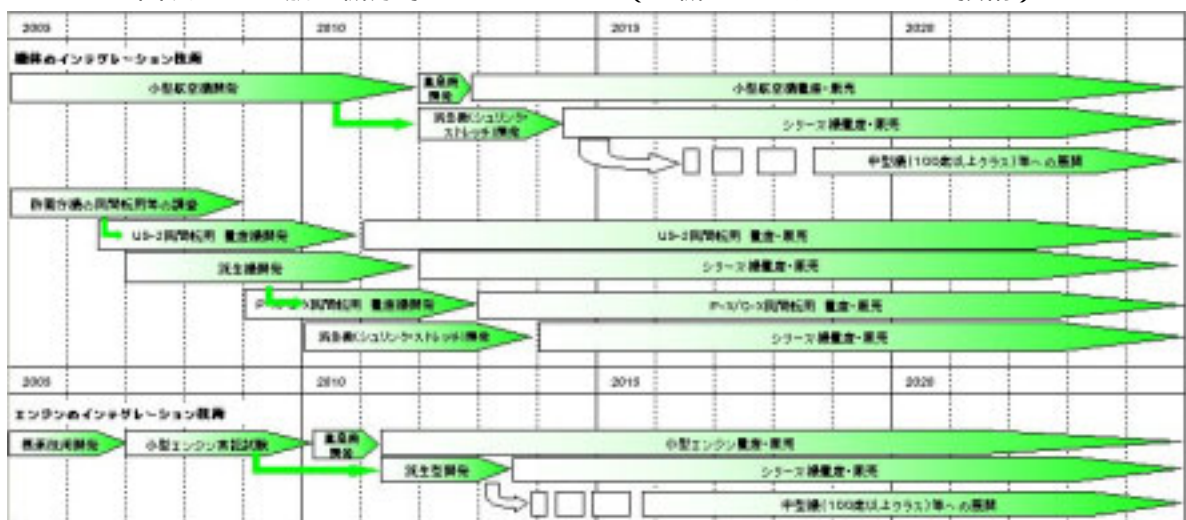 2005 2010 2015 2020
機体のインテグレーション技術
小型航空機開発
量産機
開発
小型航空機量産・販売
派生機(シュリンク・
ストレッチ)開発
シリーズ機量産・販売
中型機(100席以上クラス)等への展開
防衛庁機の民間転用等の調査
US-2民間転用 量産機開発
US-2民間転用 量産・販売
派生機開発
シリーズ機量産・販売
民間転用 量産機開発
P-X/C-X民間転用 量産・販売
派生機(シュリンク・ストレッチ)開発
シリーズ機量産・販売
2005 2010 2015 2020
エンジンのインテグレーション技術
要素技術開発
小型エンジン実証試験
量産機
開発
小型エンジン量産・販売
派生型開発
シリーズ機量産・販売
中型機(100席以上クラス)等への展開